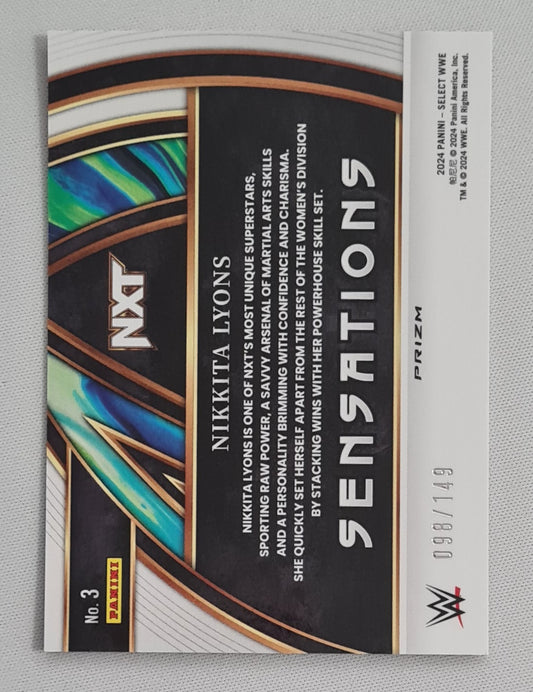 No. 3
PANINI
NXT
NIKKITA LYONS
NIKKITA LYONS IS ONE OF NXT'S MOST UNIQUE SUPERSTARS,
SPORTING RAW POWER, A SAVVY ARSENAL OF MARTIAL ARTS SKILLS
AND A PERSONALITY BRIMMING WITH CONFIDENCE AND CHARISMA.
SHE QUICKLY SET HERSELF APART FROM THE REST OF THE WOMEN'S DIVISION
BY STACKING WINS WITH HER POWERHOUSE SKILL SET.
SENSATIONS
PRIZM
2024 PANINI – SELECT WWE
帕尼尼 © 2024 Panini America, Inc.
TM & © 2024 WWE. All Rights Reserved.
W
098/149